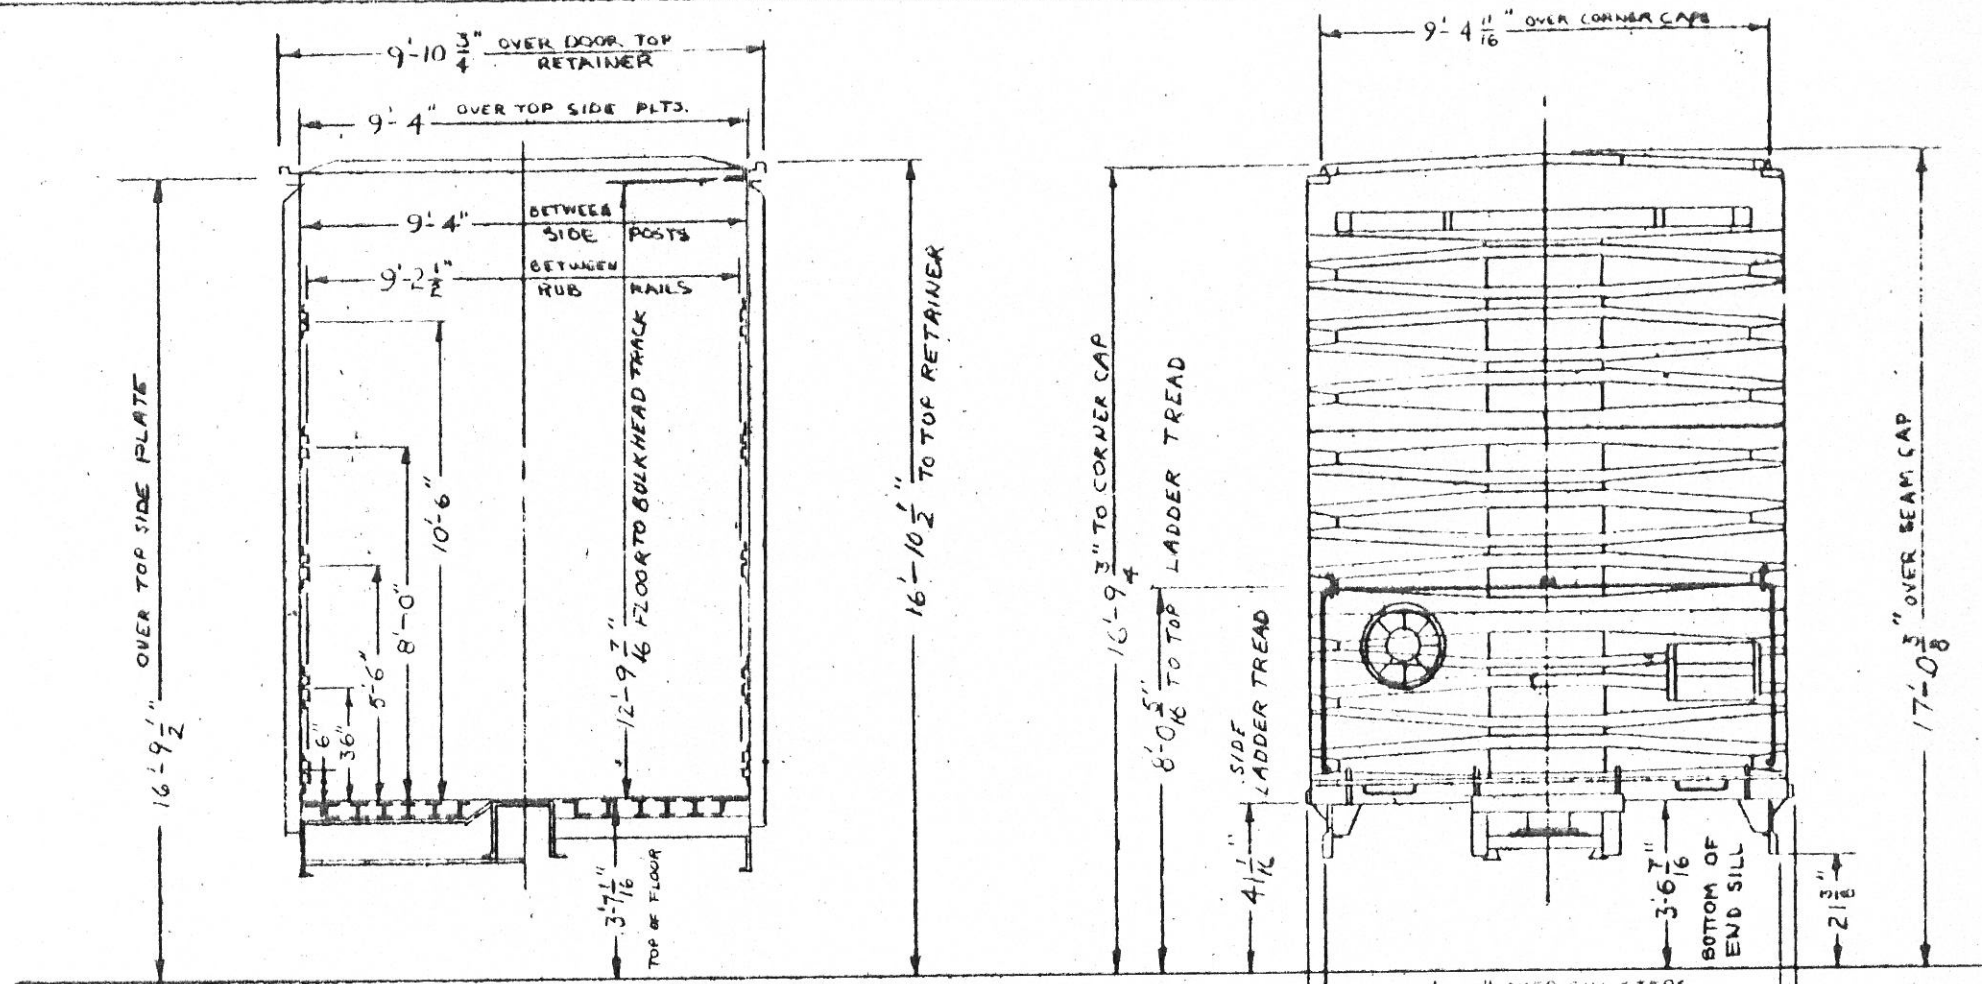 9'-10 3/4" OVER DOOR TOP
RETAINER
9'-4" OVER TOP SIDE PLTS.
9'-4" BETWEEN
SIDE POSTS
9'-2 1/2" BETWEEN
RUB RAILS
16'-9 1/2" OVER TOP SIDE PLATE
6"
36"
5'-6"
8'-0"
10'-6"
12'-9 7/16" FLOOR TO BULKHEAD TRACK
3'-7 1/16"
TOP OF FLOOR
16'-10 1/2" TO TOP RETAINER
9'-4 11/16" OVER CORNER CAPS
16'-9 3/4" TO CORNER CAP
8'-0 5/16" TO TOP LADDER TREAD
41 1/16"
SIDE
LADDER TREAD
3'-6 7/16"
BOTTOM OF
END SILL
21 3/8"
17'-0 3/8" OVER BEAM CAP